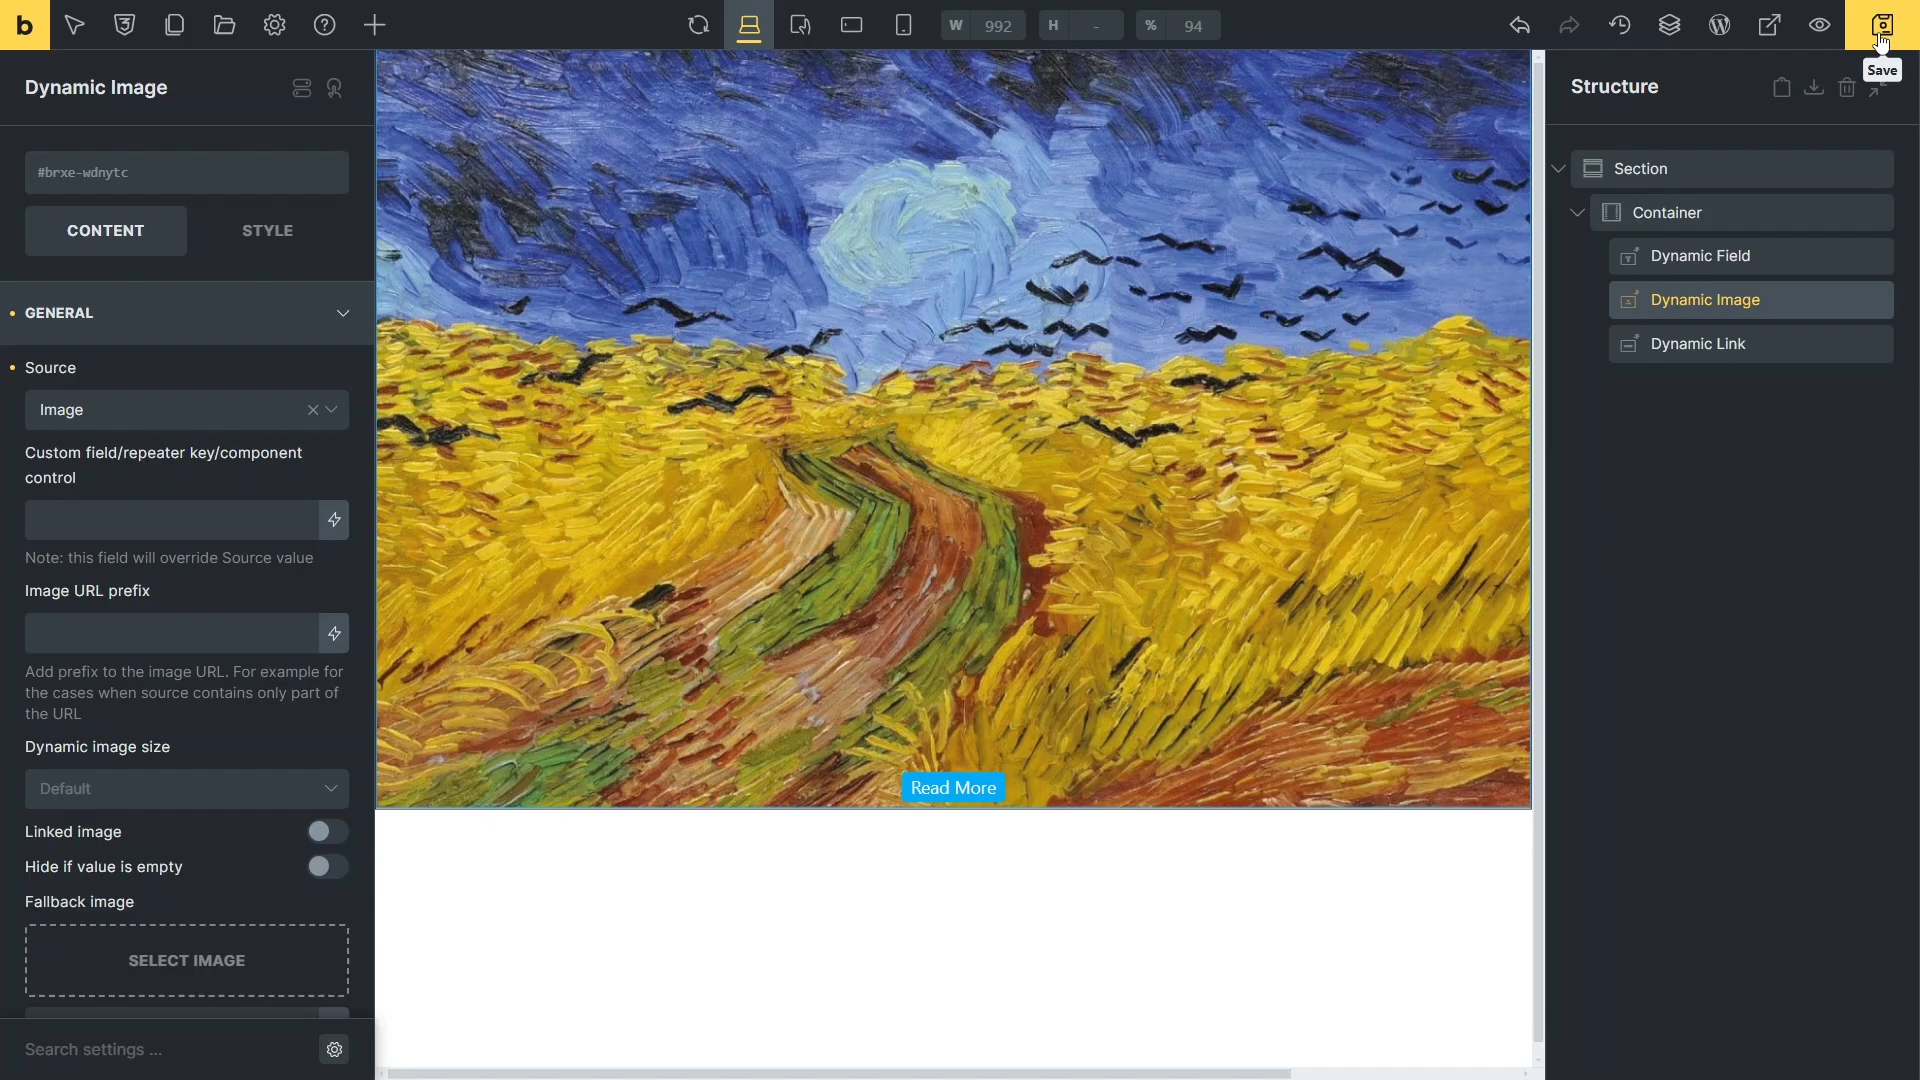 b
W 992 H - % 94
Save
Dynamic Image
#brxe-wdnytc
CONTENT STYLE
GENERAL
Source
Image
Custom field/repeater key/component
control
Note: this field will override Source value
Image URL prefix
Add prefix to the image URL. For example for
the cases when source contains only part of
the URL
Dynamic image size
Default
Linked image
Hide if value is empty
Fallback image
SELECT IMAGE
Search settings ...
Read More
Structure
Section
Container
Dynamic Field
Dynamic Image
Dynamic Link